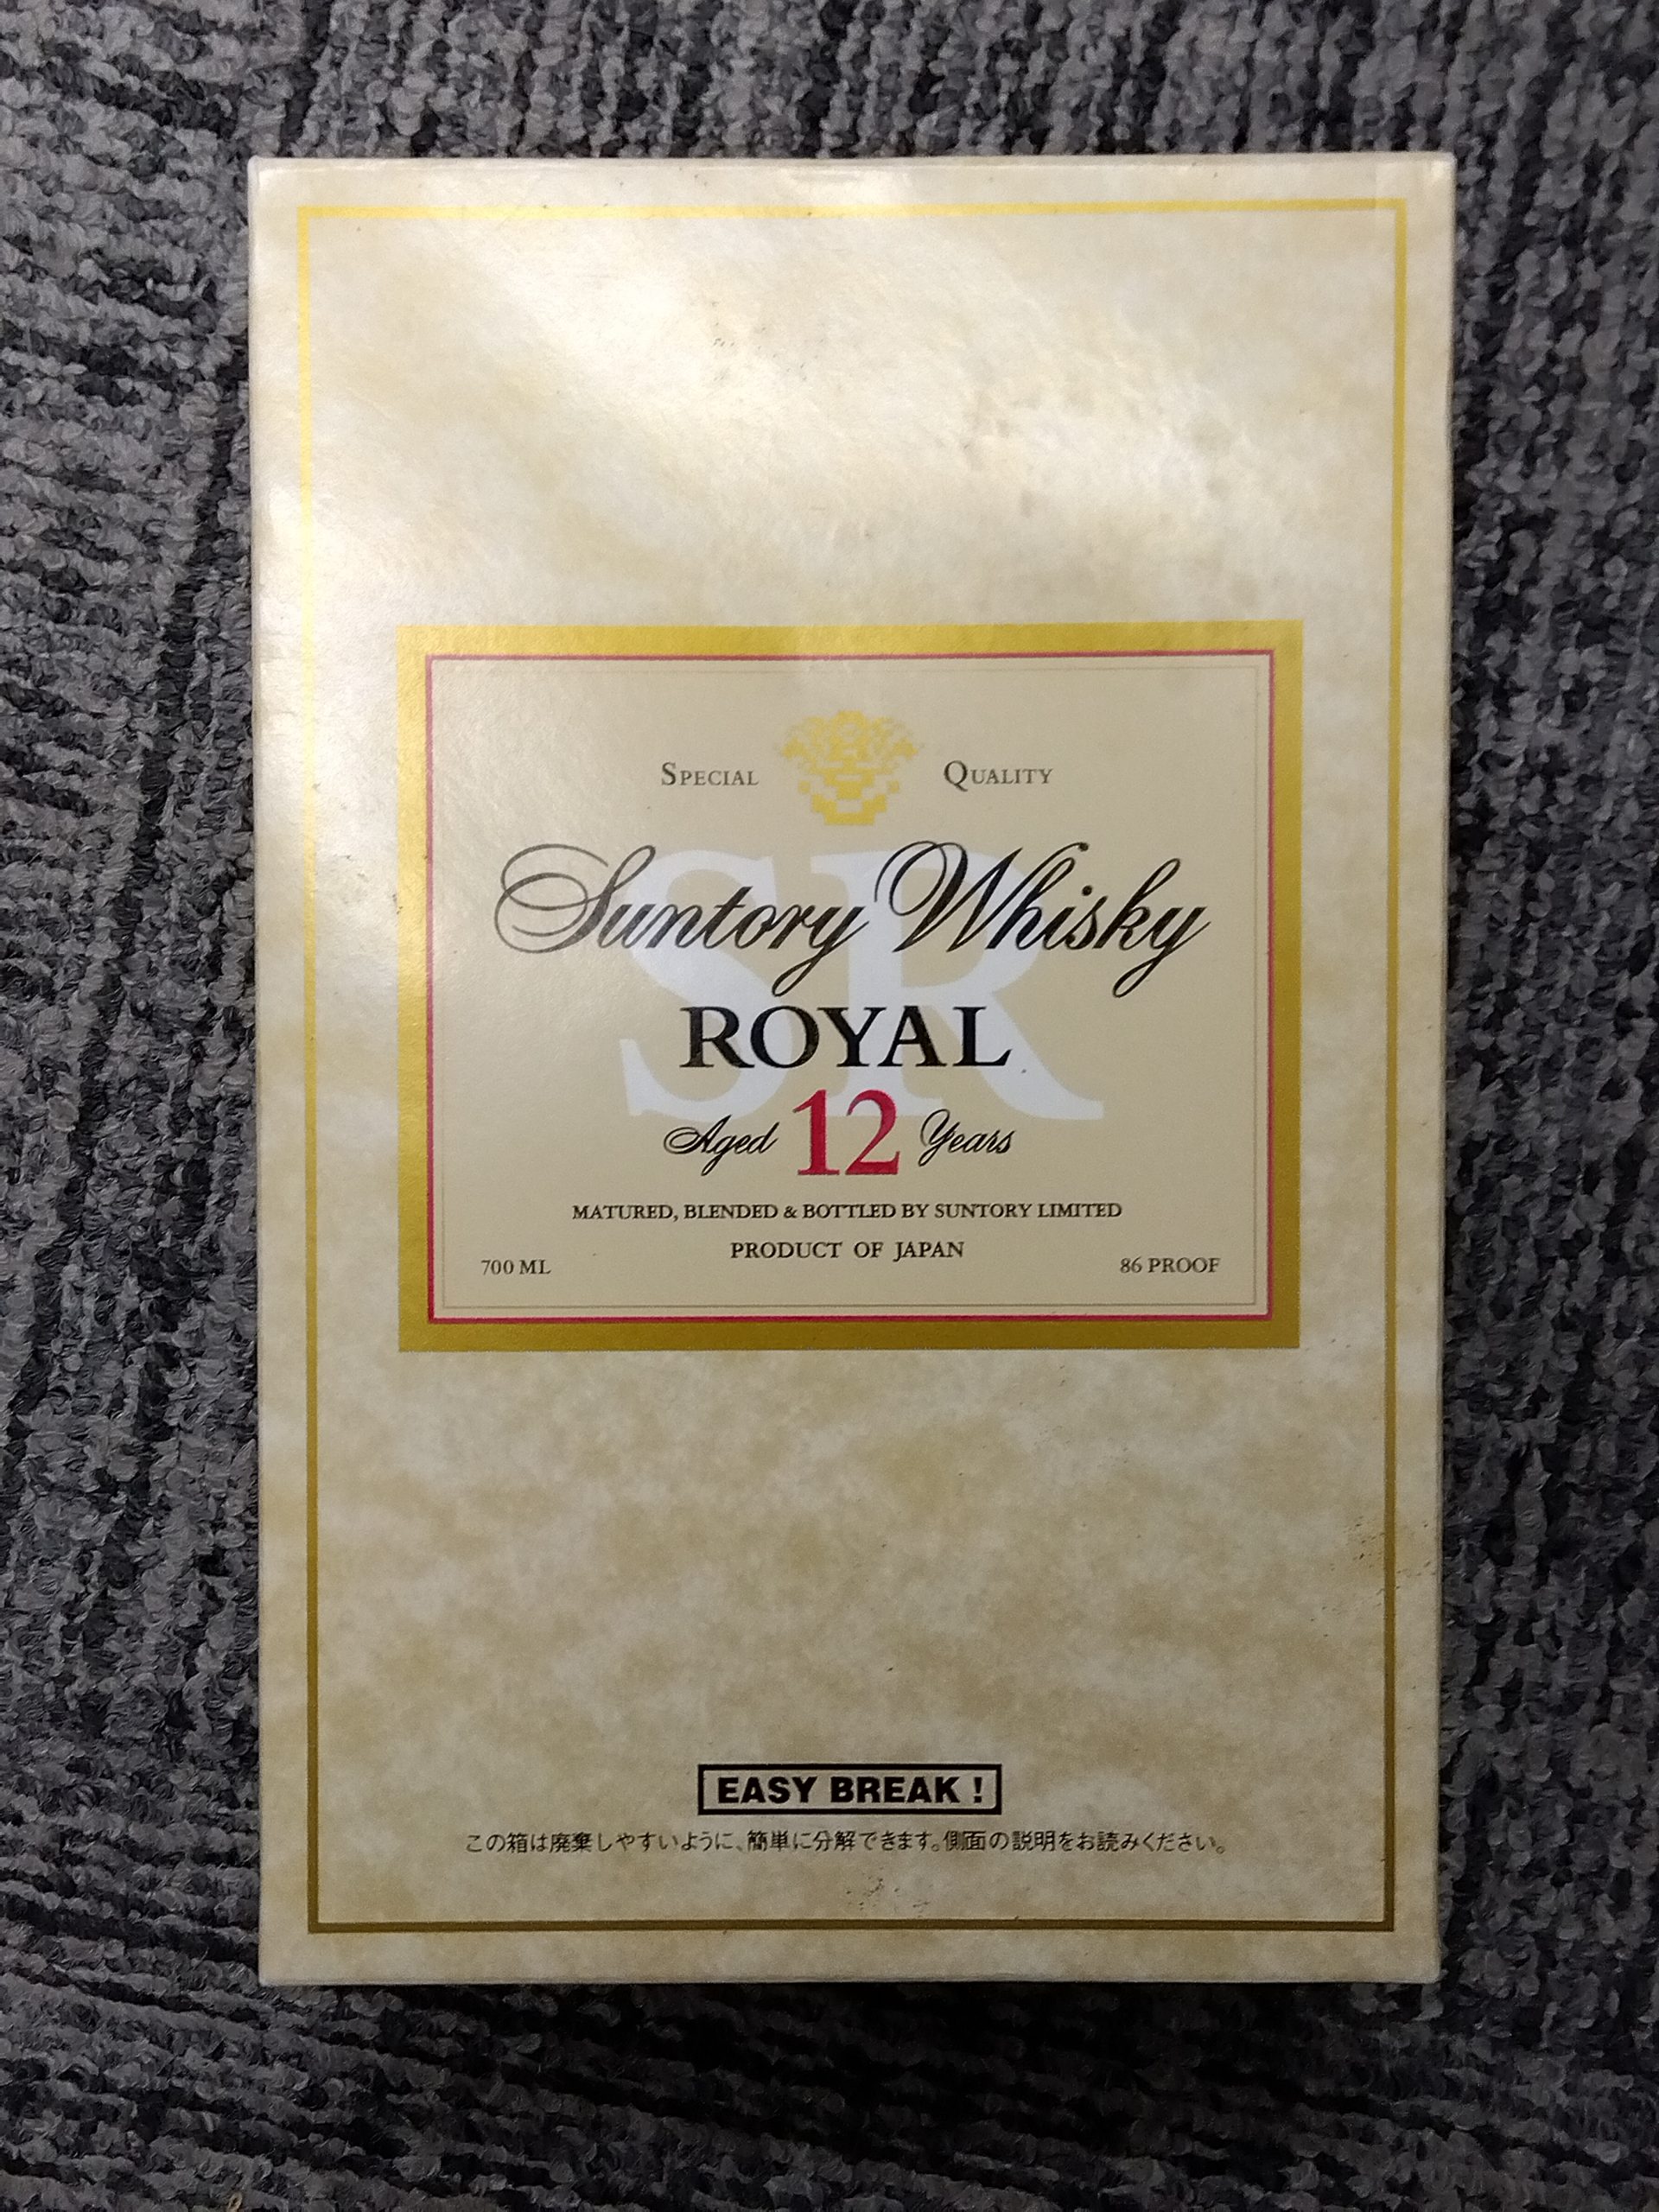 SPECIAL QUALITY
SR
Suntory Whisky
ROYAL
Aged 12 Years
MATURED, BLENDED & BOTTLED BY SUNTORY LIMITED
PRODUCT OF JAPAN
700 ML 86 PROOF
EASY BREAK !
この箱は廃棄しやすいように、簡単に分解できます。側面の説明をお読みください。